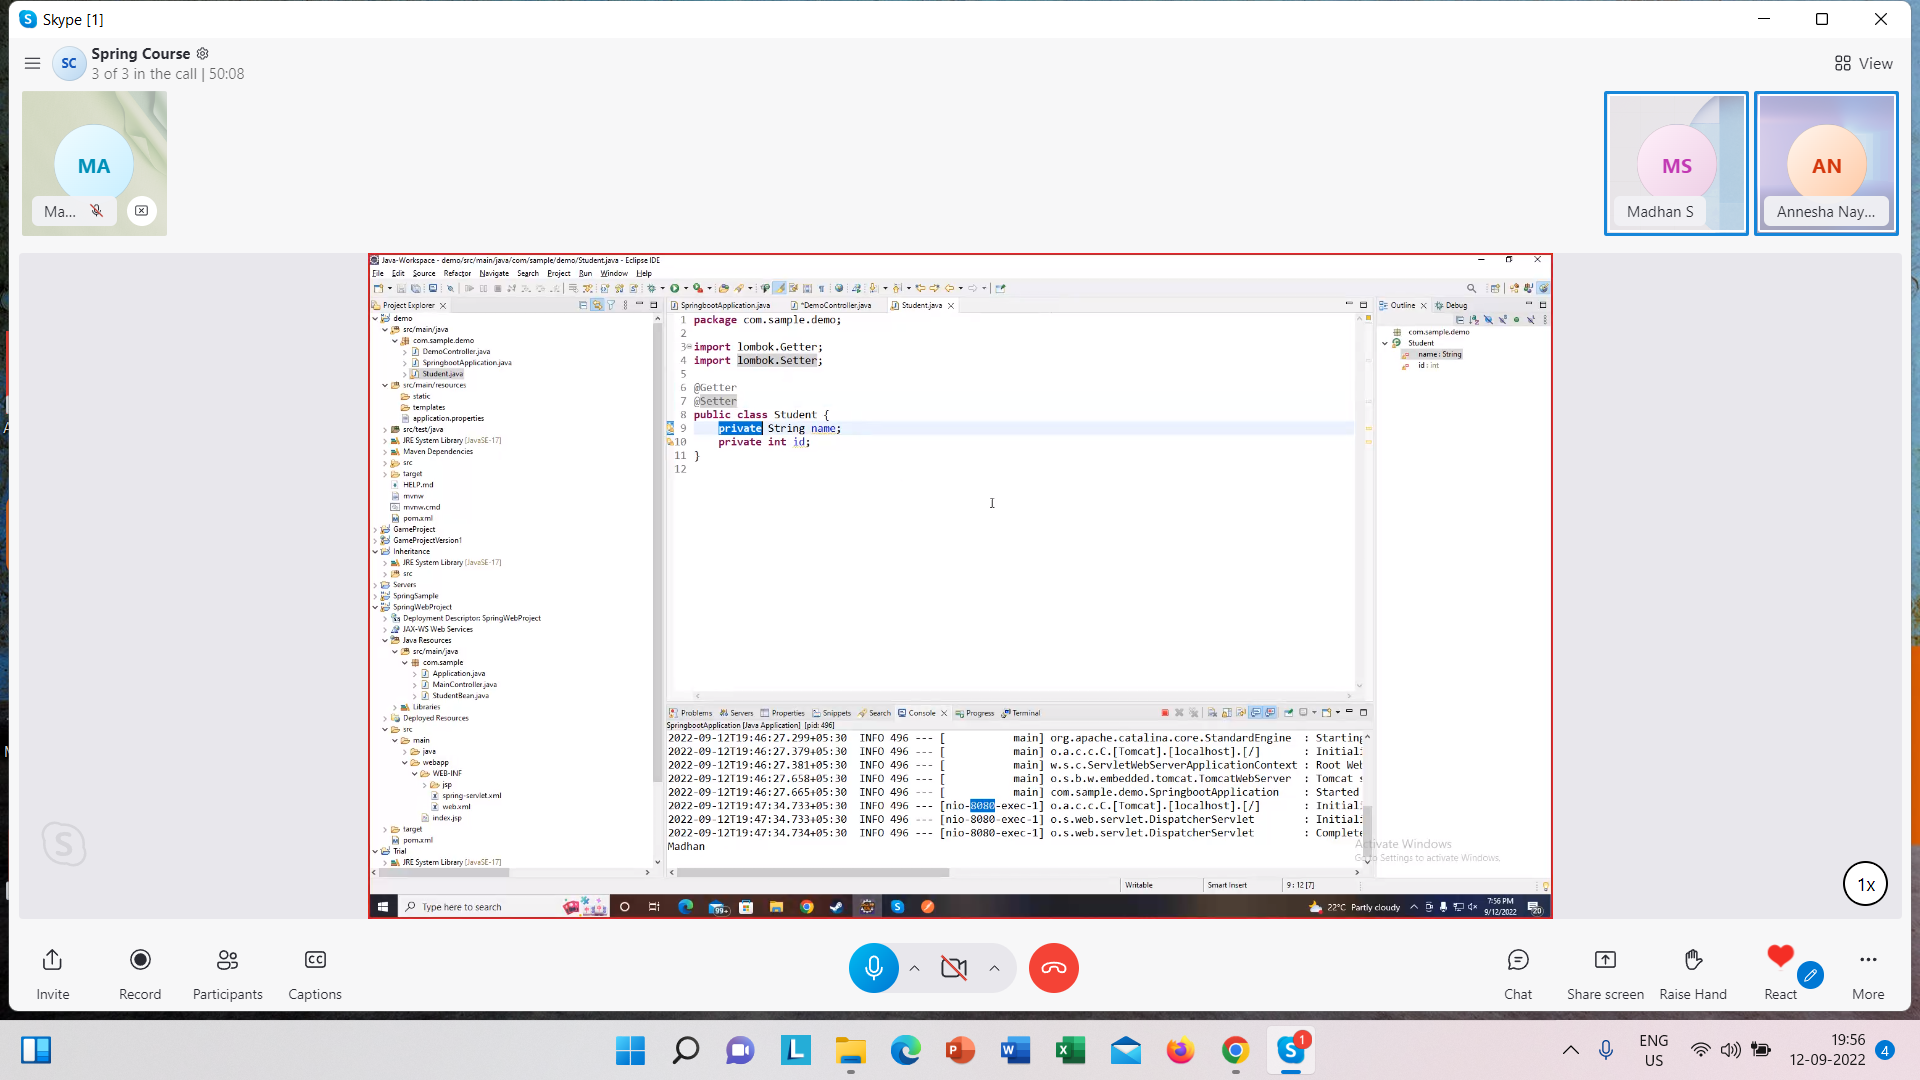 Skype [1]
SC
Spring Course
3 of 3 in the call | 50:08
View
MA
Ma...
MS
Madhan S
AN
Annesha Nay...
Java-Workspace - demo/src/main/java/com/sample/demo/Student.java - Eclipse IDE
File Edit Source Refactor Navigate Search Project Run Window Help
Project Explorer
SpringbootApplication.java
*DemoController.java
Student.java
Outline
Debug
demo
src/main/java
com.sample.demo
DemoController.java
SpringbootApplication.java
Student.java
src/main/resources
static
templates
application.properties
src/test/java
JRE System Library [JavaSE-17]
Maven Dependencies
src
target
HELP.md
mvnw
mvnw.cmd
pom.xml
GameProject
GameProjectVersion1
Inheritance
JRE System Library [JavaSE-17]
src
Servers
SpringSample
SpringWebProject
Deployment Descriptor: SpringWebProject
JAX-WS Web Services
Java Resources
src/main/java
com.sample
Application.java
MainController.java
StudentBean.java
Libraries
Deployed Resources
src
main
java
webapp
WEB-INF
jsp
spring-servlet.xml
web.xml
index.jsp
target
pom.xml
Trial
JRE System Library [JavaSE-17]
1 package com.sample.demo;
2
3 import lombok.Getter;
4 import lombok.Setter;
5
6 @Getter
7 @Setter
8 public class Student {
9 private String name;
10 private int id;
11 }
12
com.sample.demo
Student
name : String
id : int
Problems Servers Properties Snippets Search Console Progress Terminal
SpringbootApplication [Java Application] [pid: 496]
2022-09-12T19:46:27.299+05:30 INFO 496 --- [ main] org.apache.catalina.core.StandardEngine : Starting
2022-09-12T19:46:27.379+05:30 INFO 496 --- [ main] o.a.c.c.C.[Tomcat].[localhost].[/] : Initiali
2022-09-12T19:46:27.381+05:30 INFO 496 --- [ main] w.s.c.ServletWebServerApplicationContext : Root Web
2022-09-12T19:46:27.658+05:30 INFO 496 --- [ main] o.s.b.w.embedded.tomcat.TomcatWebServer : Tomcat s
2022-09-12T19:46:27.665+05:30 INFO 496 --- [ main] com.sample.demo.SpringbootApplication : Started
2022-09-12T19:47:34.733+05:30 INFO 496 --- [nio-8080-exec-1] o.a.c.c.C.[Tomcat].[localhost].[/] : Initiali
2022-09-12T19:47:34.733+05:30 INFO 496 --- [nio-8080-exec-1] o.s.web.servlet.DispatcherServlet : Initiali
2022-09-12T19:47:34.734+05:30 INFO 496 --- [nio-8080-exec-1] o.s.web.servlet.DispatcherServlet : Complete
Madhan
Activate Windows
Go to Settings to activate Windows.
Writable
Smart Insert
9 : 12 [7]
Type here to search
99+
22°C Partly cloudy
7:56 PM
9/12/2022
20
1x
Invite
Record
Participants
CC
Captions
Chat
Share screen
Raise Hand
React
More
L
P
W
X
S
1
ENG
US
19:56
12-09-2022
4